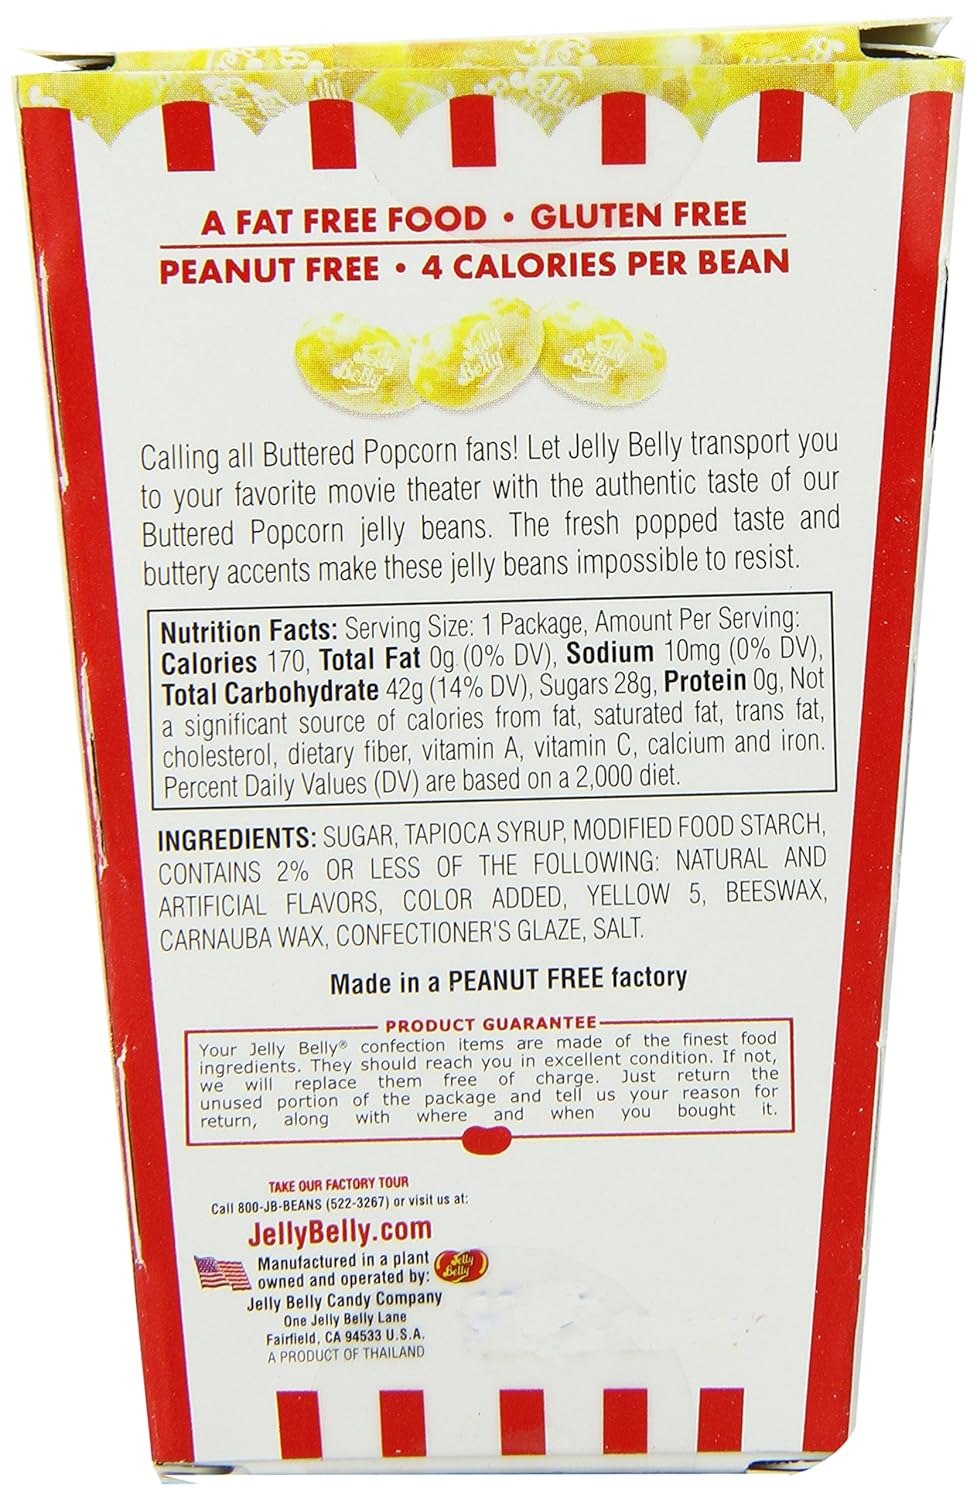 A FAT FREE FOOD • GLUTEN FREE
PEANUT FREE • 4 CALORIES PER BEAN
Jelly Belly
Jelly Belly
Jelly Belly
Calling all Buttered Popcorn fans! Let Jelly Belly transport you
to your favorite movie theater with the authentic taste of our
Buttered Popcorn jelly beans. The fresh popped taste and
buttery accents make these jelly beans impossible to resist.
Nutrition Facts: Serving Size: 1 Package, Amount Per Serving:
Calories 170, Total Fat 0g (0% DV), Sodium 10mg (0% DV),
Total Carbohydrate 42g (14% DV), Sugars 28g, Protein 0g, Not
a significant source of calories from fat, saturated fat, trans fat,
cholesterol, dietary fiber, vitamin A, vitamin C, calcium and iron.
Percent Daily Values (DV) are based on a 2,000 diet.
INGREDIENTS: SUGAR, TAPIOCA SYRUP, MODIFIED FOOD STARCH,
CONTAINS 2% OR LESS OF THE FOLLOWING: NATURAL AND
ARTIFICIAL FLAVORS, COLOR ADDED, YELLOW 5, BEESWAX,
CARNAUBA WAX, CONFECTIONER'S GLAZE, SALT.
Made in a PEANUT FREE factory
PRODUCT GUARANTEE
Your Jelly Belly® confection items are made of the finest food
ingredients. They should reach you in excellent condition. If not,
we will replace them free of charge. Just return the
unused portion of the package and tell us your reason for
return, along with where and when you bought it.
TAKE OUR FACTORY TOUR
Call 800-JB-BEANS (522-3267) or visit us at:
JellyBelly.com
Manufactured in a plant
owned and operated by:
Jelly Belly
Jelly Belly Candy Company
One Jelly Belly Lane
Fairfield, CA 94533 U.S.A.
A PRODUCT OF THAILAND